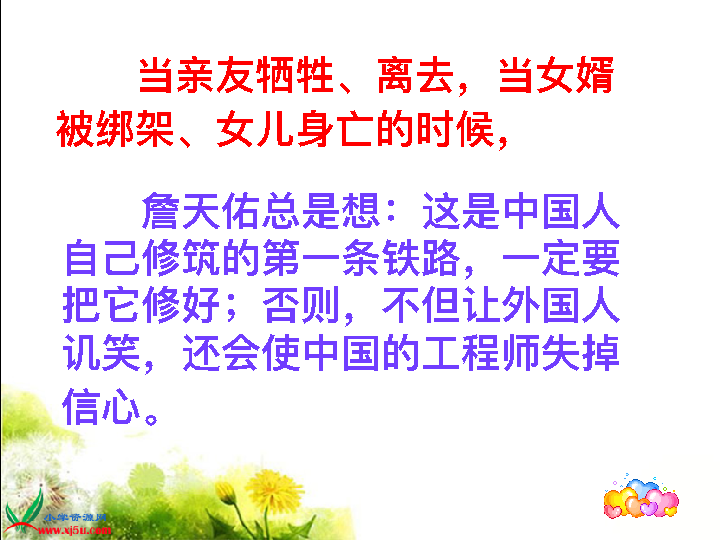 当亲友牺牲、离去，当女婿
被绑架、女儿身亡的时候，
詹天佑总是想：这是中国人
自己修筑的第一条铁路，一定要
把它修好；否则，不但让外国人
讥笑，还会使中国的工程师失掉
信心。
小学资源网
www.xj5u.com